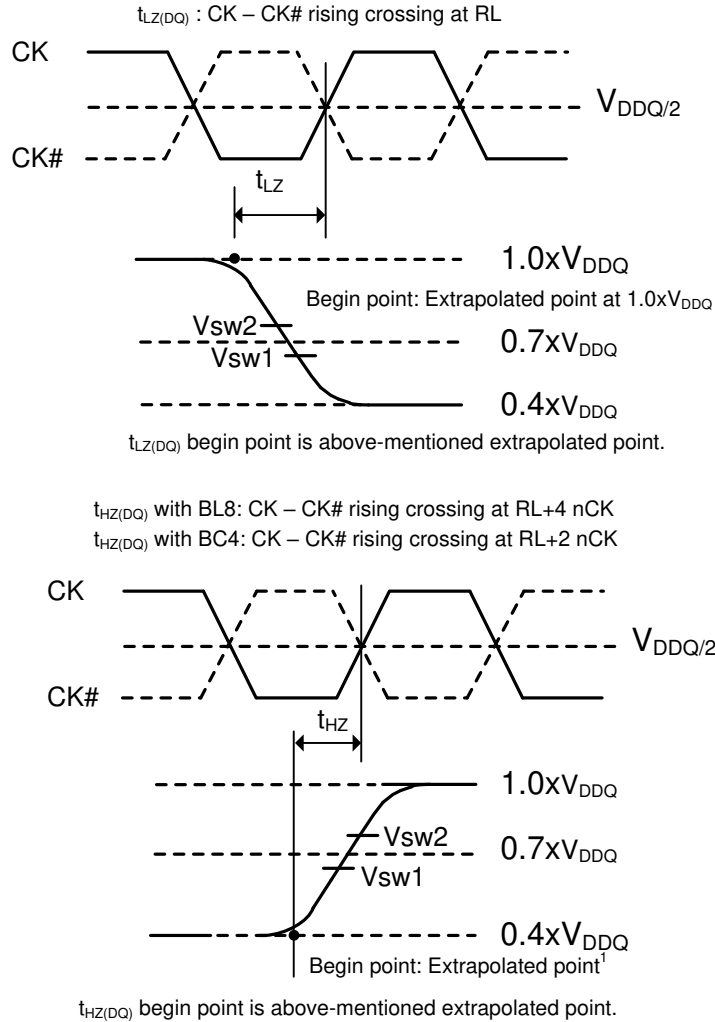 tLZ(DQ) : CK – CK# rising crossing at RL
CK
VDDQ/2
CK#
tLZ
1.0xVDDQ
Begin point: Extrapolated point at 1.0xVDDQ
Vsw2
0.7xVDDQ
Vsw1
0.4xVDDQ
tLZ(DQ) begin point is above-mentioned extrapolated point.
tHZ(DQ) with BL8: CK – CK# rising crossing at RL+4 nCK
tHZ(DQ) with BC4: CK – CK# rising crossing at RL+2 nCK
CK
VDDQ/2
CK#
tHZ
1.0xVDDQ
Vsw2
0.7xVDDQ
Vsw1
0.4xVDDQ
Begin point: Extrapolated point1
tHZ(DQ) begin point is above-mentioned extrapolated point.